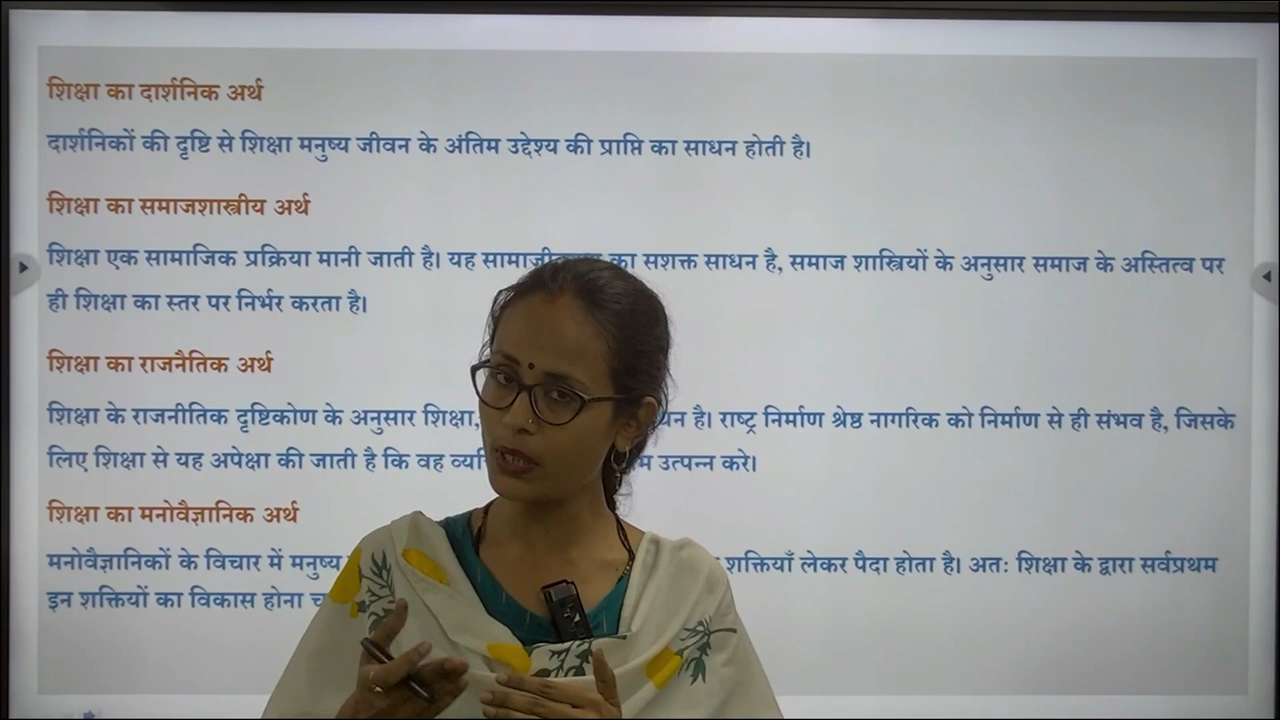 शिक्षा का दार्शनिक अर्थ
दार्शनिकों की दृष्टि से शिक्षा मनुष्य जीवन के अंतिम उद्देश्य की प्राप्ति का साधन होती है।
शिक्षा का समाजशास्त्रीय अर्थ
शिक्षा एक सामाजिक प्रक्रिया मानी जाती है। यह का सशक्त साधन है, समाज शास्त्रियों के अनुसार समाज के अस्तित्व पर
ही शिक्षा का स्तर पर निर्भर करता है।
शिक्षा का राजनैतिक अर्थ
शिक्षा के राजनीतिक दृष्टिकोण के अनुसार शिक्षा, है। राष्ट्र निर्माण श्रेष्ठ नागरिक को निर्माण से ही संभव है, जिसके
लिए शिक्षा से यह अपेक्षा की जाती है कि वह उत्पन्न करे।
शिक्षा का मनोवैज्ञानिक अर्थ
मनोवैज्ञानिकों के विचार में मनुष्य शक्तियाँ लेकर पैदा होता है। अतः शिक्षा के द्वारा सर्वप्रथम
इन शक्तियों का विकास होना